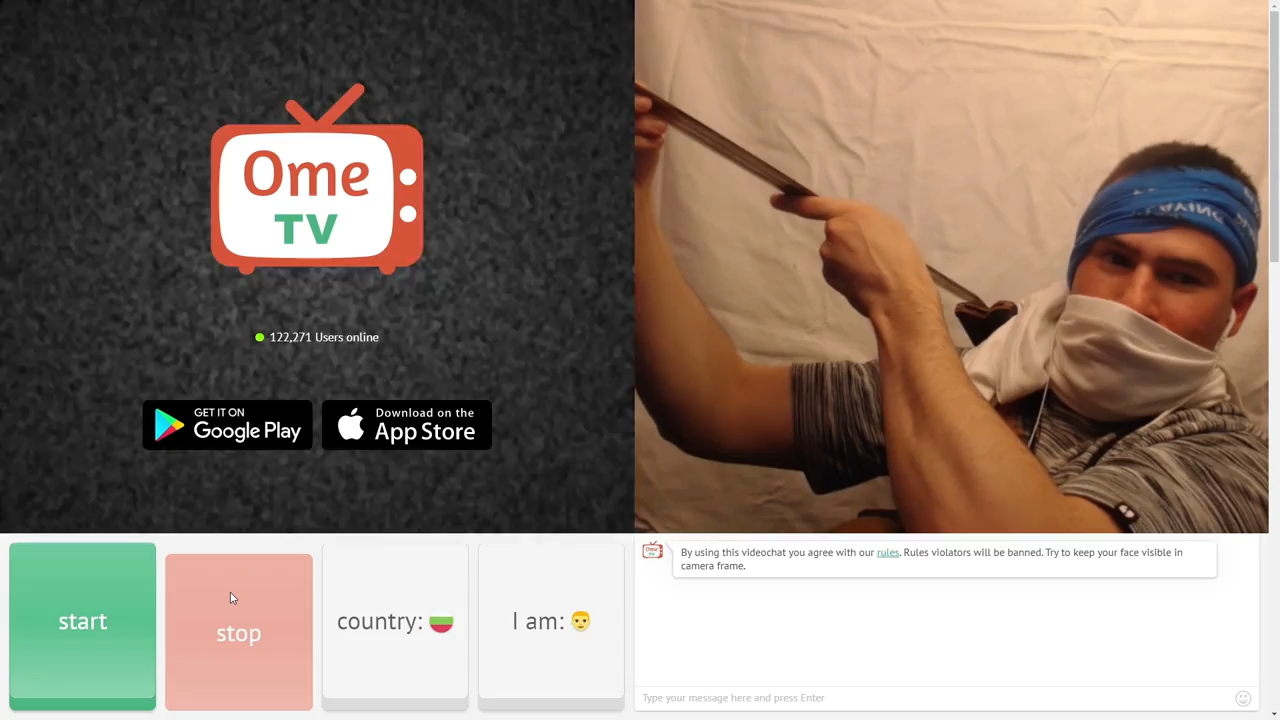 Ome
TV
122,271 Users online
GET IT ON
Google Play
Download on the
App Store
start
stop
country:
I am:
Ome
TV
By using this videochat you agree with our rules. Rules violators will be banned. Try to keep your face visible in
camera frame.
Type your message here and press Enter